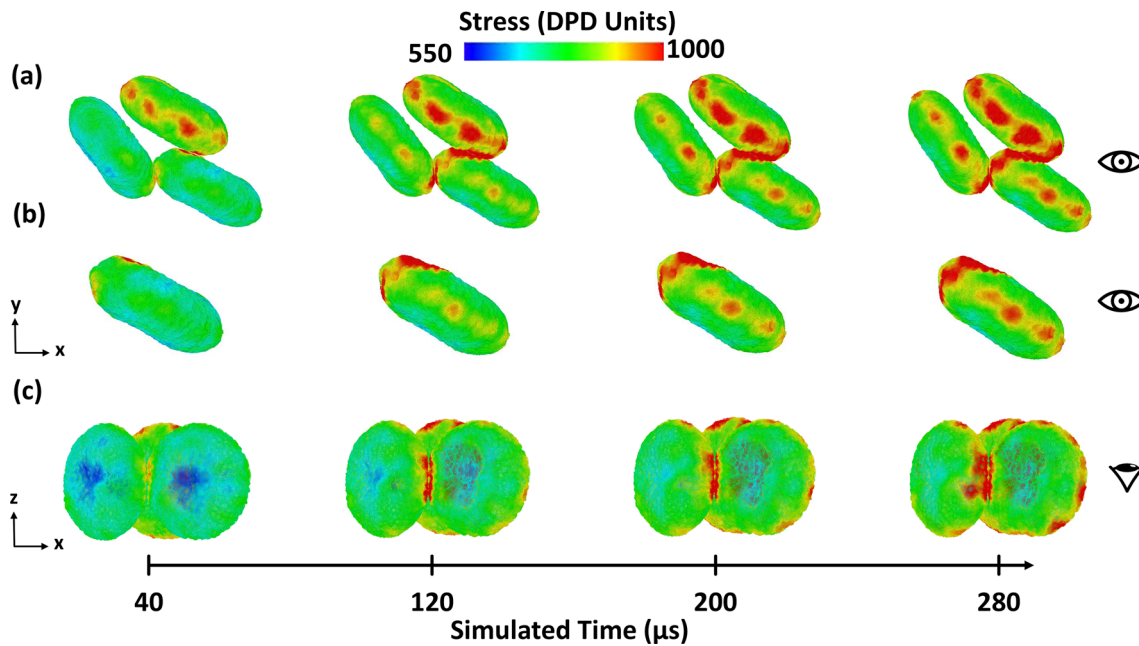 Stress (DPD Units)
550 1000
(a)
(b)
y
x
(c)
z
x
40 120 200 280
Simulated Time (μs)